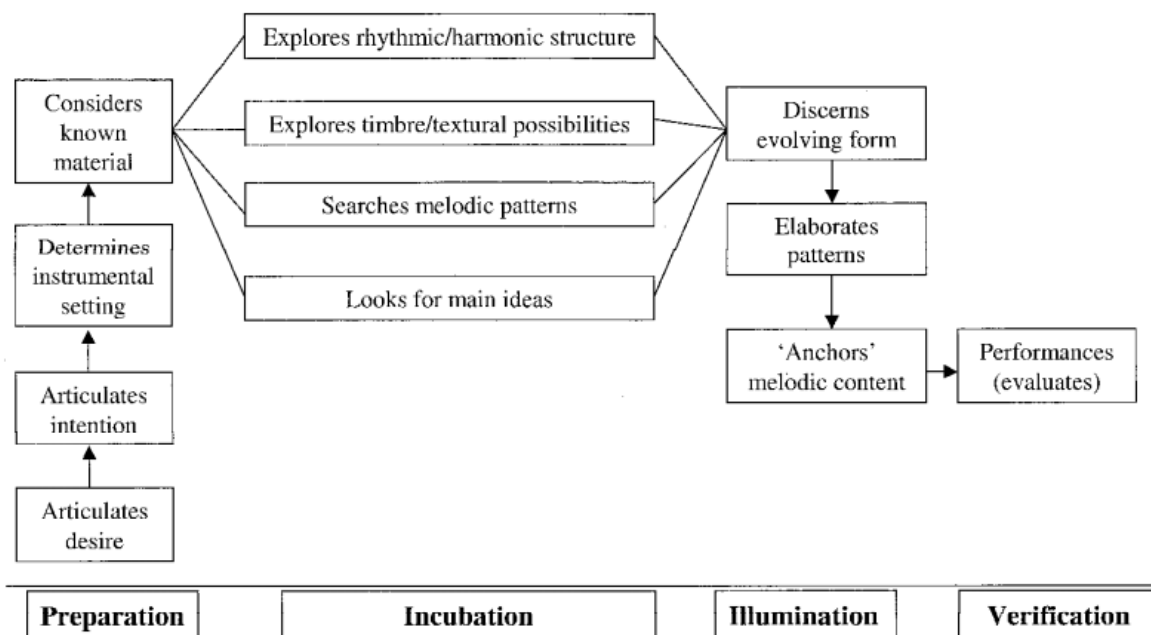 Explores rhythmic/harmonic structure
Considers
known
material
Explores timbre/textural possibilities
Discerns
evolving form
Searches melodic patterns
Elaborates
patterns
Determines
instrumental
setting
Looks for main ideas
'Anchors'
melodic content
Performances
(evaluates)
Articulates
intention
Articulates
desire
Preparation
Incubation
Illumination
Verification